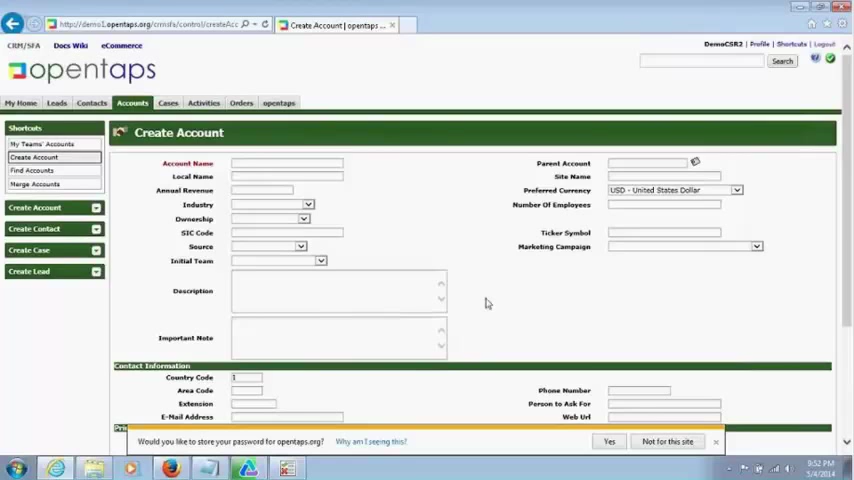 http://demo1.opentaps.org/crmsfa/control/createAcc
Create Account | opentaps ...
CRM/SFA Docs Wiki eCommerce
DemoCSR2 | Profile | Shortcuts | Logout
opentaps
Search
My Home Leads Contacts Accounts Cases Activities Orders opentaps
Shortcuts
My Teams' Accounts
Create Account
Find Accounts
Merge Accounts
Create Account
Create Contact
Create Case
Create Lead
Create Account
Account Name Parent Account
Local Name Site Name
Annual Revenue Preferred Currency USD - United States Dollar
Industry Number Of Employees
Ownership
SIC Code Ticker Symbol
Source Marketing Campaign
Initial Team
Description
Important Note
Contact Information
Country Code 1
Area Code Phone Number
Extension Person to Ask For
E-Mail Address Web Url
Would you like to store your password for opentaps.org? Why am I seeing this? Yes Not for this site
9:52 PM
5/4/2014